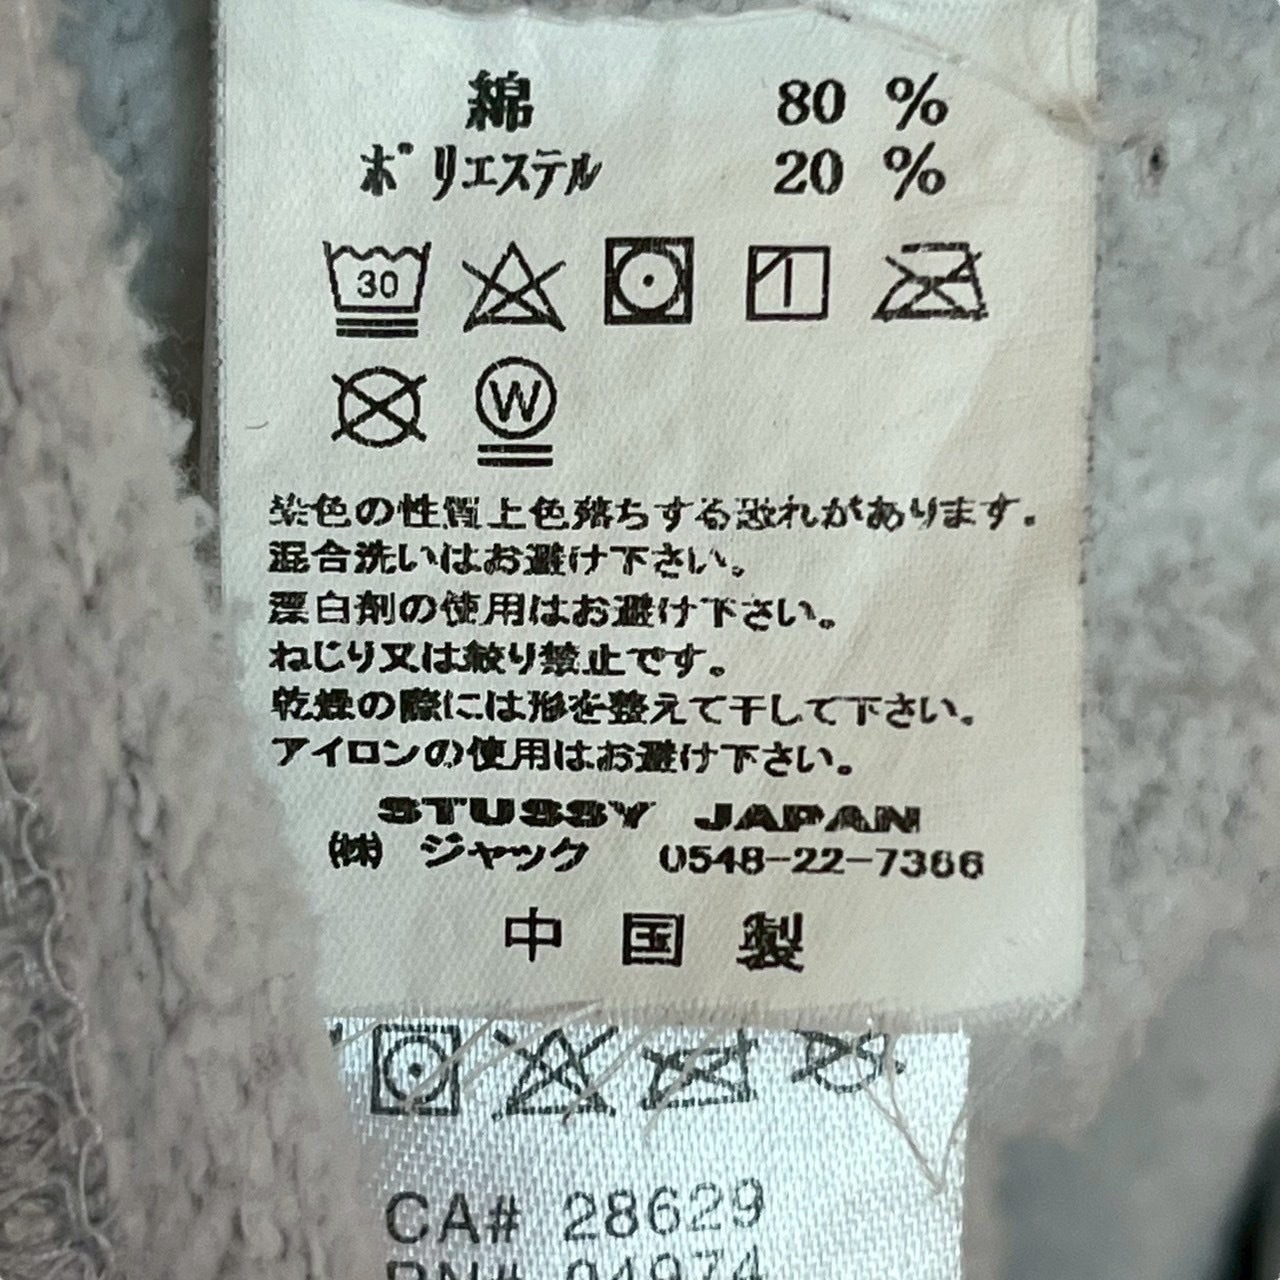 綿 80 %
ポリエステル 20 %
30
W
染色の性質上色落ちする恐れがあります。
混合洗いはお避け下さい。
漂白剤の使用はお避け下さい。
ねじり又は絞り禁止です。
乾燥の際には形を整えて干して下さい。
アイロンの使用はお避け下さい。
STUSSY JAPAN
㈱ ジャック 0548-22-7366
中国製
CA# 28629
RN# 94974